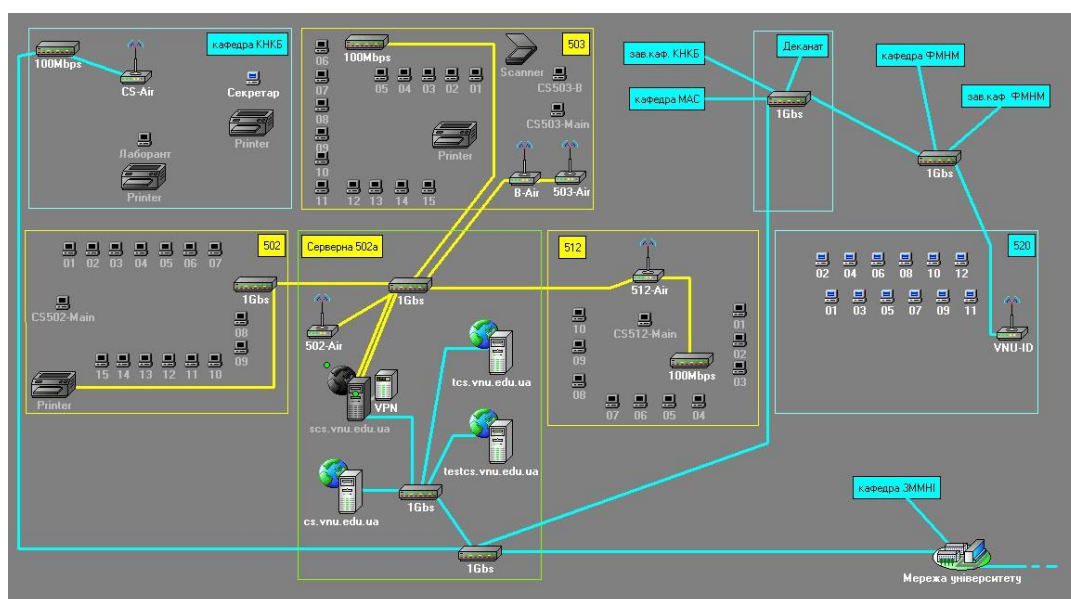 кафедра КНКБ
100Mbps
CS-Air
Секретар
Printer
Лаборант
Printer
503
100Mbps
06
07
08
09
10
11
12
13
14
15
05
04
03
02
01
Scanner
CS503-B
CS503-Main
Printer
B-Air
503-Air
зав.каф. КНКБ
кафедра МАС
Деканат
1Gbs
кафедра ФМНМ
зав.каф. ФМНМ
1Gbs
502
01
02
03
04
05
06
07
1Gbs
CS502-Main
08
09
15
14
13
12
11
10
Printer
Серверна 502а
1Gbs
502-Air
VPN
scs.vnu.edu.ua
tcs.vnu.edu.ua
testcs.vnu.edu.ua
cs.vnu.edu.ua
1Gbs
1Gbs
512
512-Air
CS512-Main
10
09
08
07
06
05
04
01
02
03
100Mbps
520
02
04
06
08
10
12
01
03
05
07
09
11
VNU-ID
кафедра ЗММНІ
Мережа університету